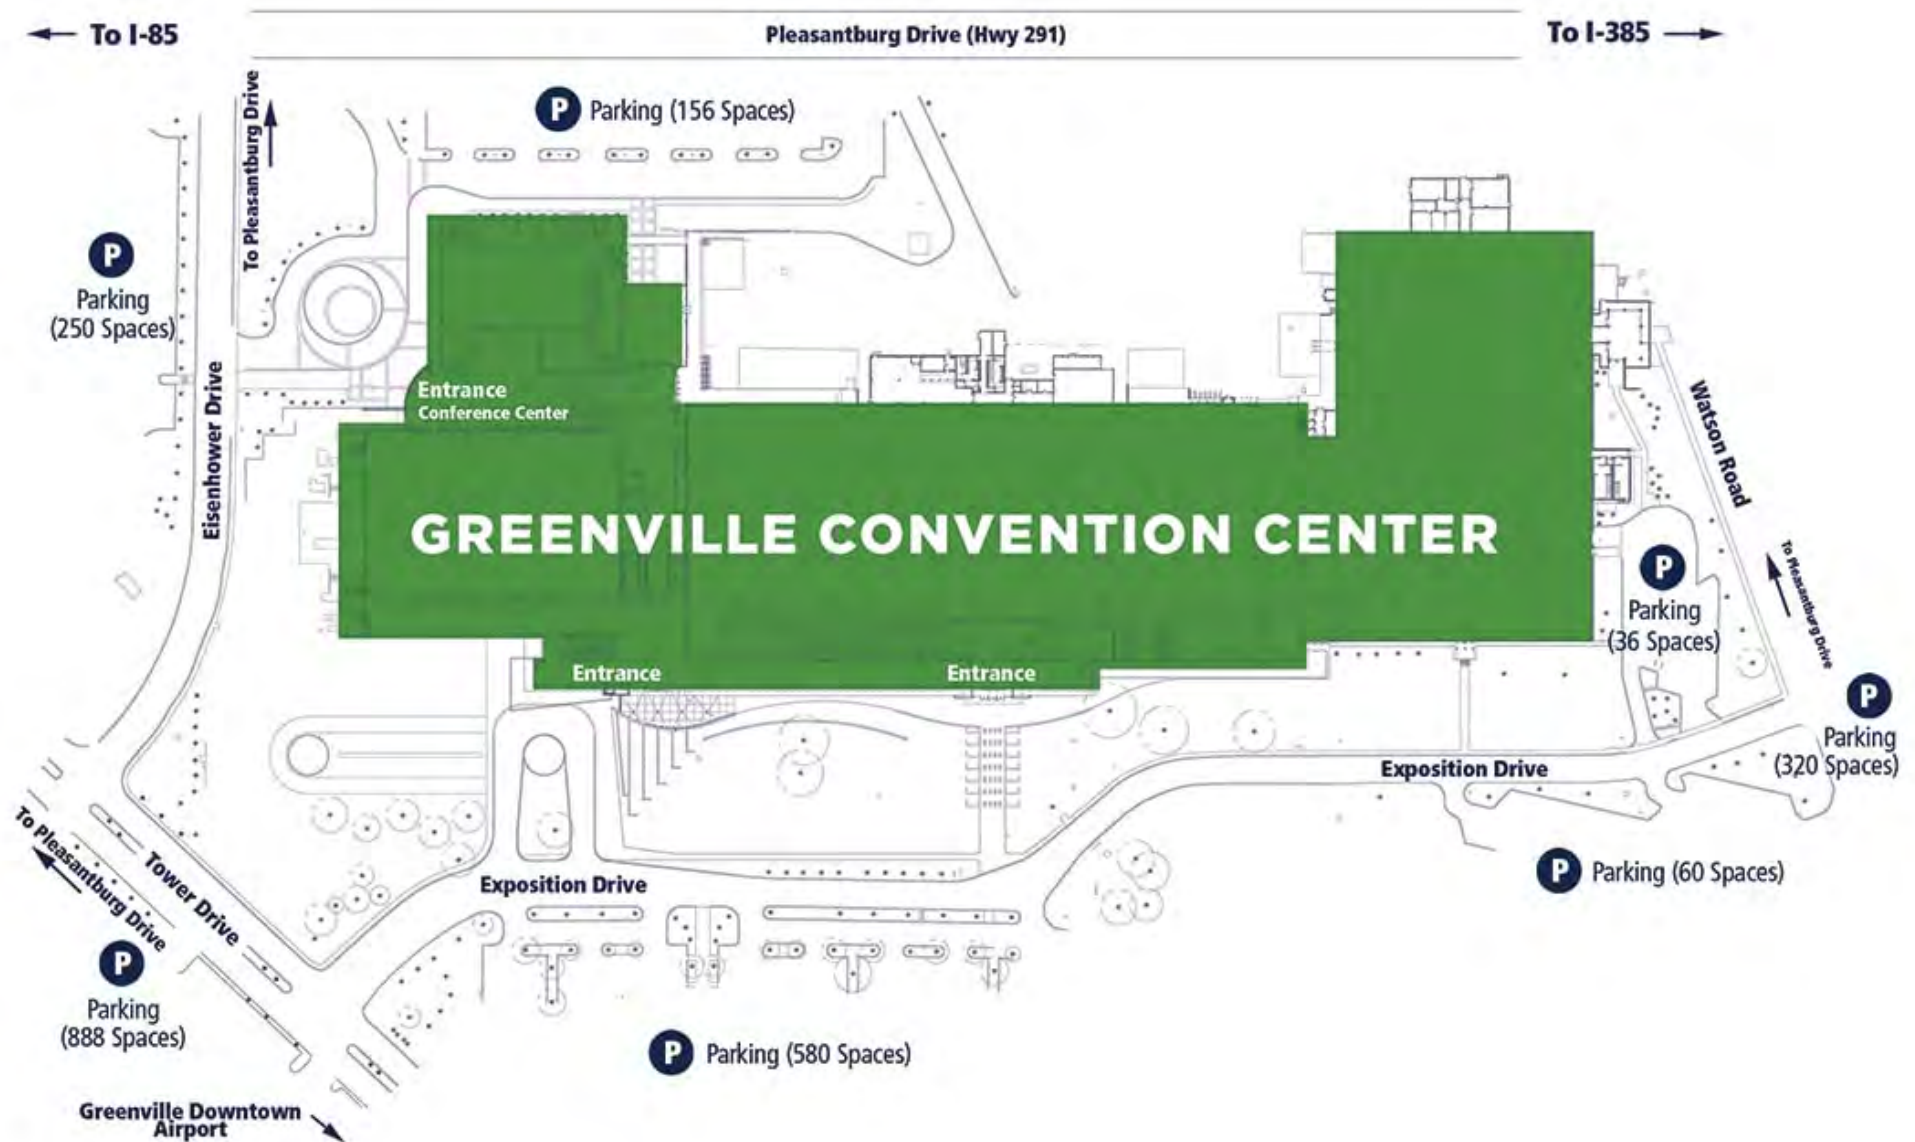 To I-85
Pleasantburg Drive (Hwy 291)
To I-385
To Pleasantburg Drive
P
Parking (156 Spaces)
P
Parking
(250 Spaces)
Eisenhower Drive
Entrance
Conference Center
Watson Road
GREENVILLE CONVENTION CENTER
To Pleasantburg Drive
P
Parking
(36 Spaces)
Entrance
Entrance
P
Parking
(320 Spaces)
Exposition Drive
To Pleasantburg Drive
Tower Drive
Exposition Drive
P
Parking (60 Spaces)
P
Parking
(888 Spaces)
P
Parking (580 Spaces)
Greenville Downtown
Airport